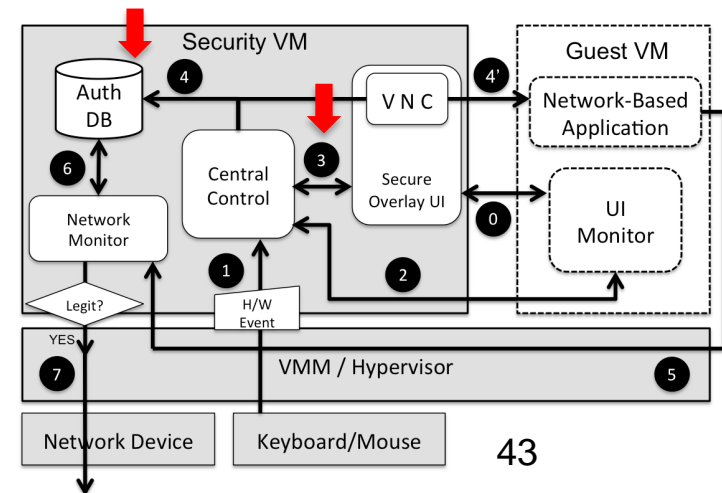 Security VM
Guest VM
4
4'
Auth
DB
V N C
Network-Based
Application
6
3
Central
Control
Secure
Overlay UI
0
UI
Monitor
Network
Monitor
1
2
Legit?
H/W
Event
YES
7
VMM / Hypervisor
5
Network Device
Keyboard/Mouse
43